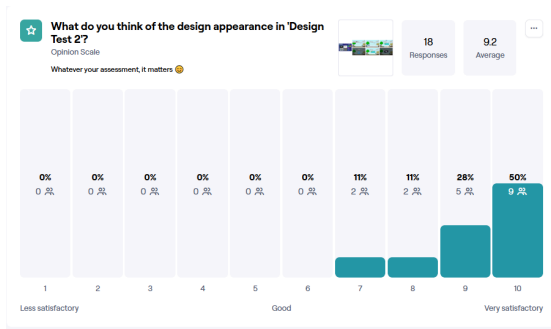 What do you think of the design appearance in 'Design
Test 2'?
Opinion Scale
Whatever your assessment, it matters 😊
18
Responses
9.2
Average
0% 0% 0% 0% 0% 0% 11% 11% 28% 50%
0 0 0 0 0 0 2 2 5 9
1 2 3 4 5 6 7 8 9 10
Less satisfactory Good Very satisfactory